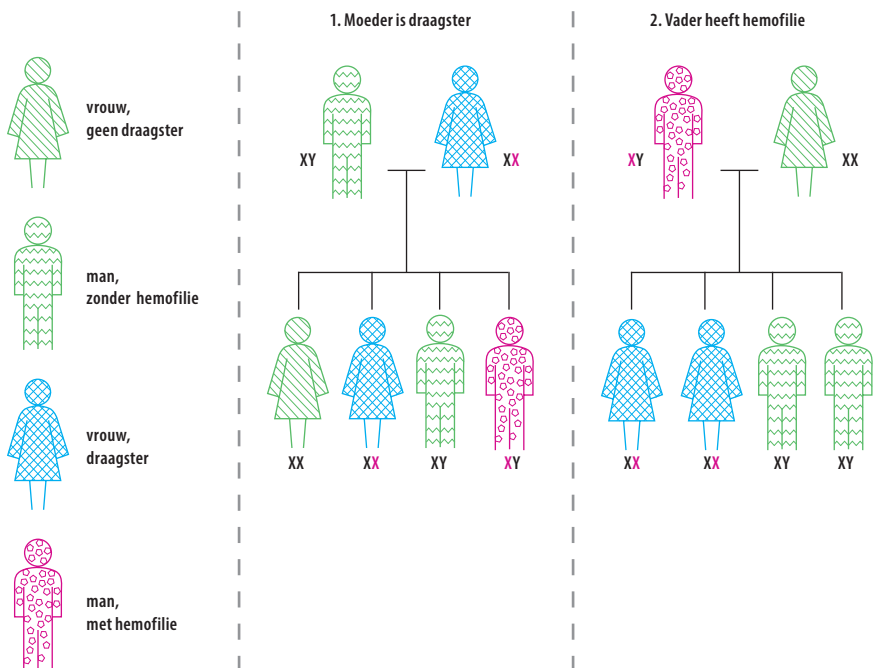 vrouw,
geen draagster
man,
zonder hemofilie
vrouw,
draagster
man,
met hemofilie
1. Moeder is draagster
XY
XX
XX
XX
XY
XY
2. Vader heeft hemofilie
XY
XX
XX
XX
XY
XY